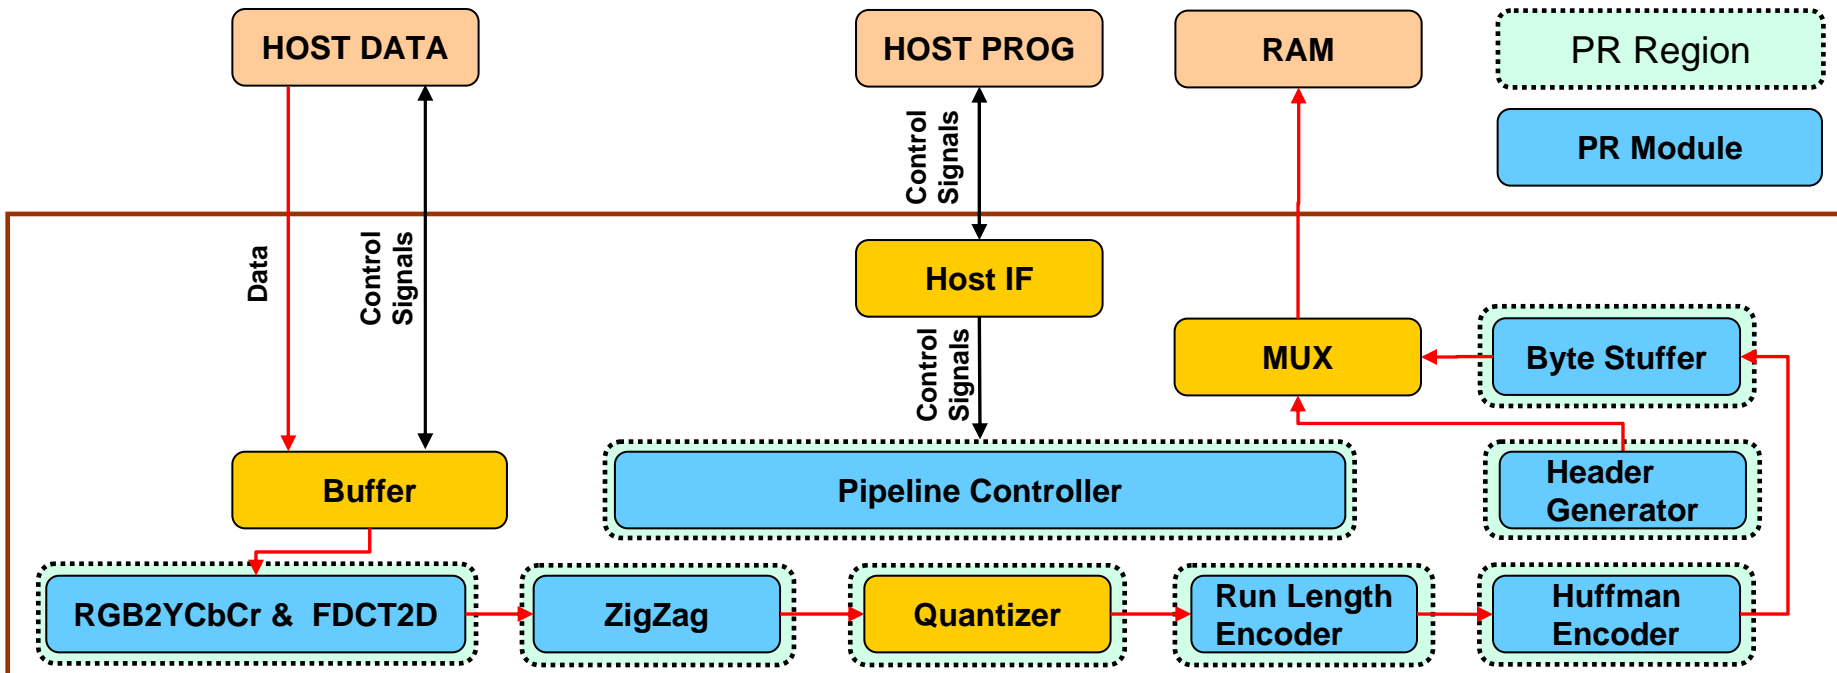 HOST DATA
HOST PROG
RAM
PR Region
PR Module
Control
Signals
Data
Control
Signals
Host IF
Control
Signals
MUX
Byte Stuffer
Buffer
Pipeline Controller
Header
Generator
RGB2YCbCr & FDCT2D
ZigZag
Quantizer
Run Length
Encoder
Huffman
Encoder